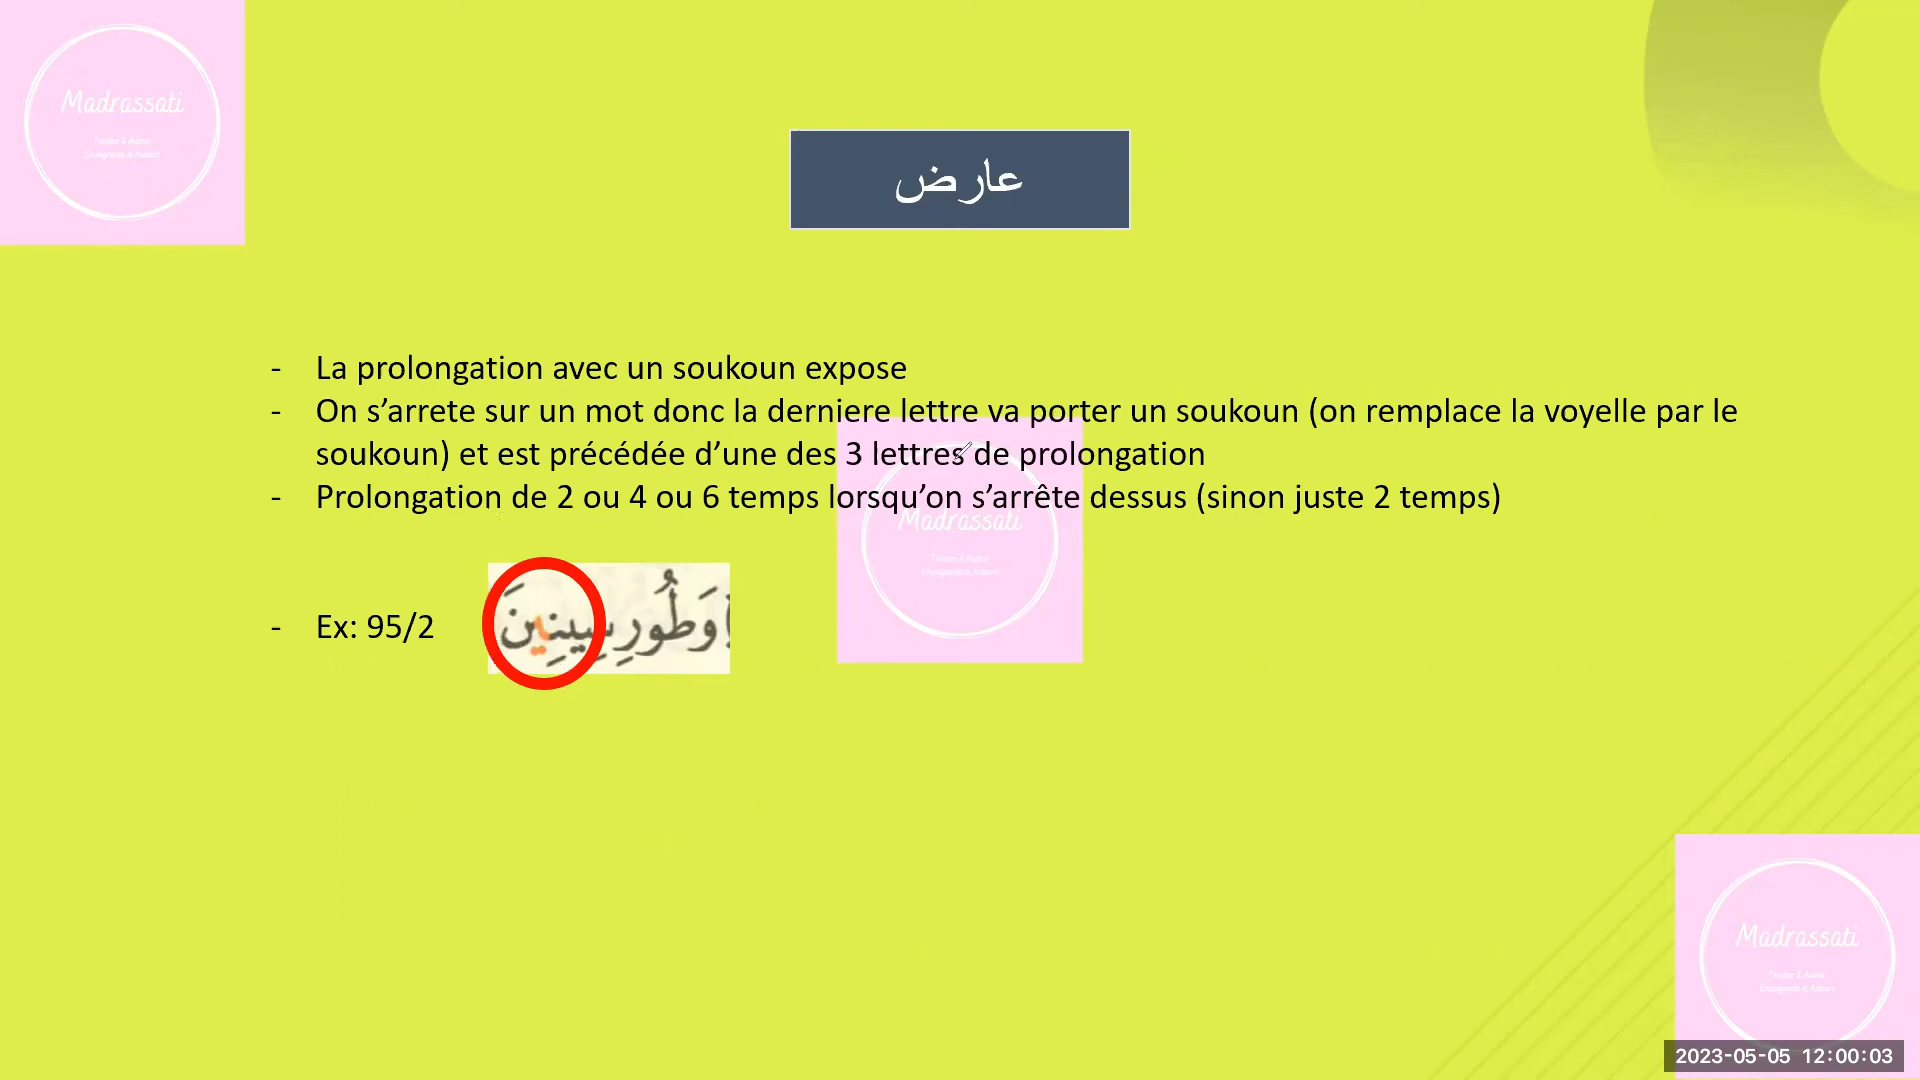 Madrassati
عارض
- La prolongation avec un soukoun expose
- On s’arrete sur un mot donc la derniere lettre va porter un soukoun (on remplace la voyelle par le
soukoun) et est précédée d’une des 3 lettres de prolongation
- Prolongation de 2 ou 4 ou 6 temps lorsqu’on s’arrête dessus (sinon juste 2 temps)
Madrassati
- Ex: 95/2
وَطُورِ سِينِينَ
Madrassati
2023-05-05 12:00:03